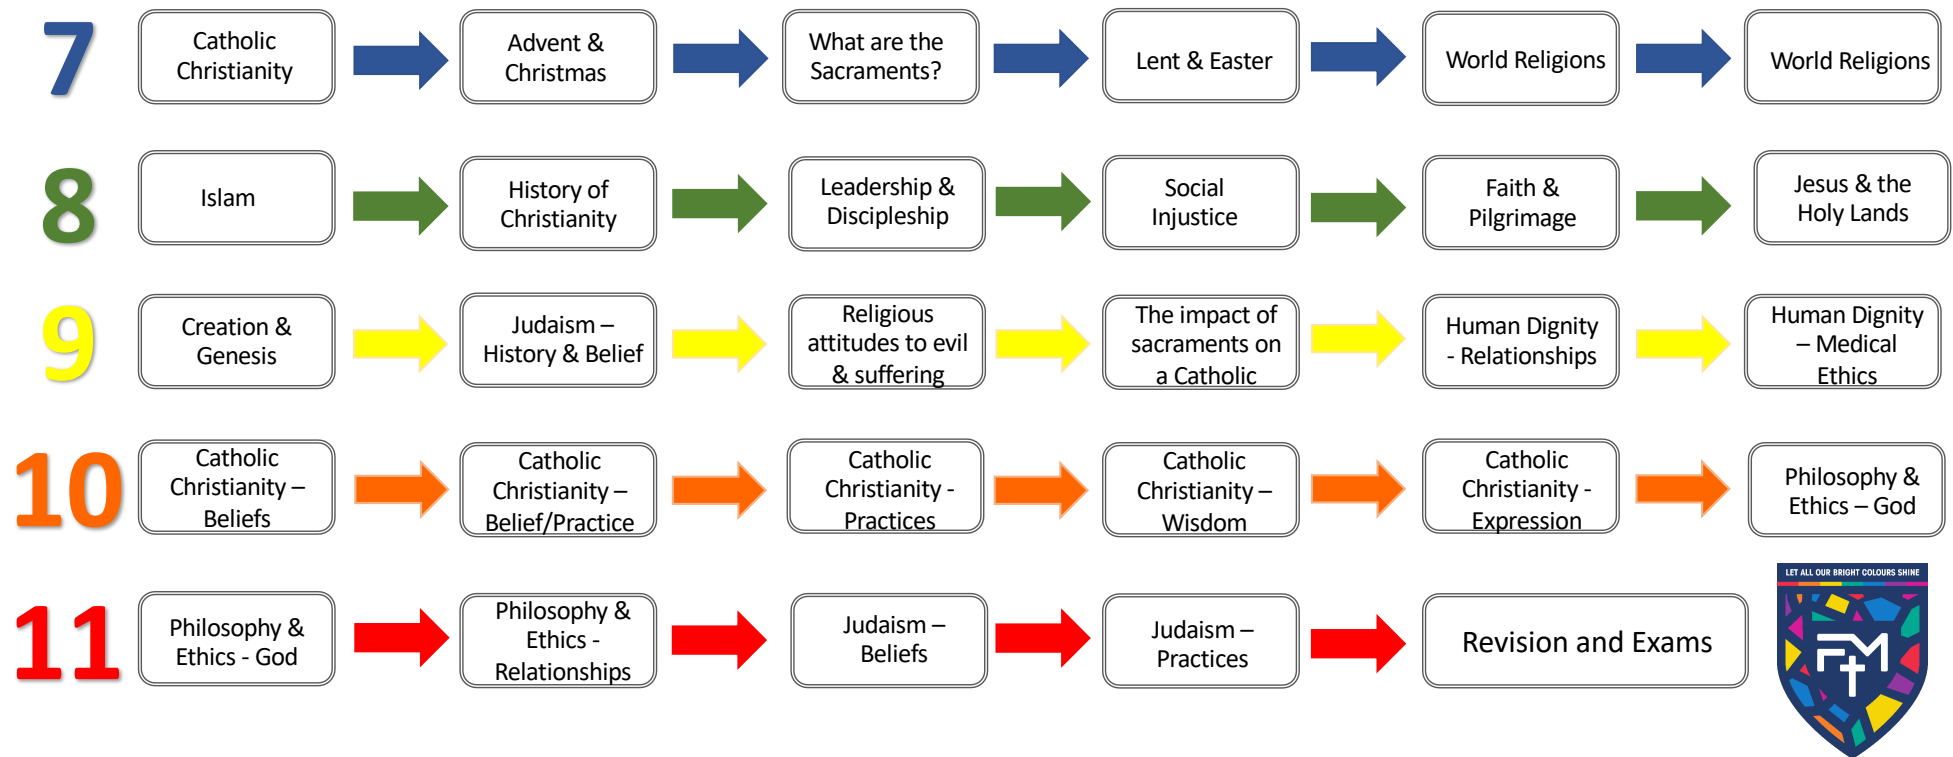 7
Catholic
Christianity
Advent &
Christmas
What are the
Sacraments?
Lent & Easter
World Religions
World Religions
8
Islam
History of
Christianity
Leadership &
Discipleship
Social
Injustice
Faith &
Pilgrimage
Jesus & the
Holy Lands
9
Creation &
Genesis
Judaism –
History & Belief
Religious
attitudes to evil
& suffering
The impact of
sacraments on
a Catholic
Human Dignity
- Relationships
Human Dignity
– Medical
Ethics
10
Catholic
Christianity –
Beliefs
Catholic
Christianity –
Belief/Practice
Catholic
Christianity -
Practices
Catholic
Christianity –
Wisdom
Catholic
Christianity -
Expression
Philosophy &
Ethics – God
11
Philosophy &
Ethics - God
Philosophy &
Ethics -
Relationships
Judaism –
Beliefs
Judaism –
Practices
Revision and Exams
LET ALL OUR BRIGHT COLOURS SHINE
FM